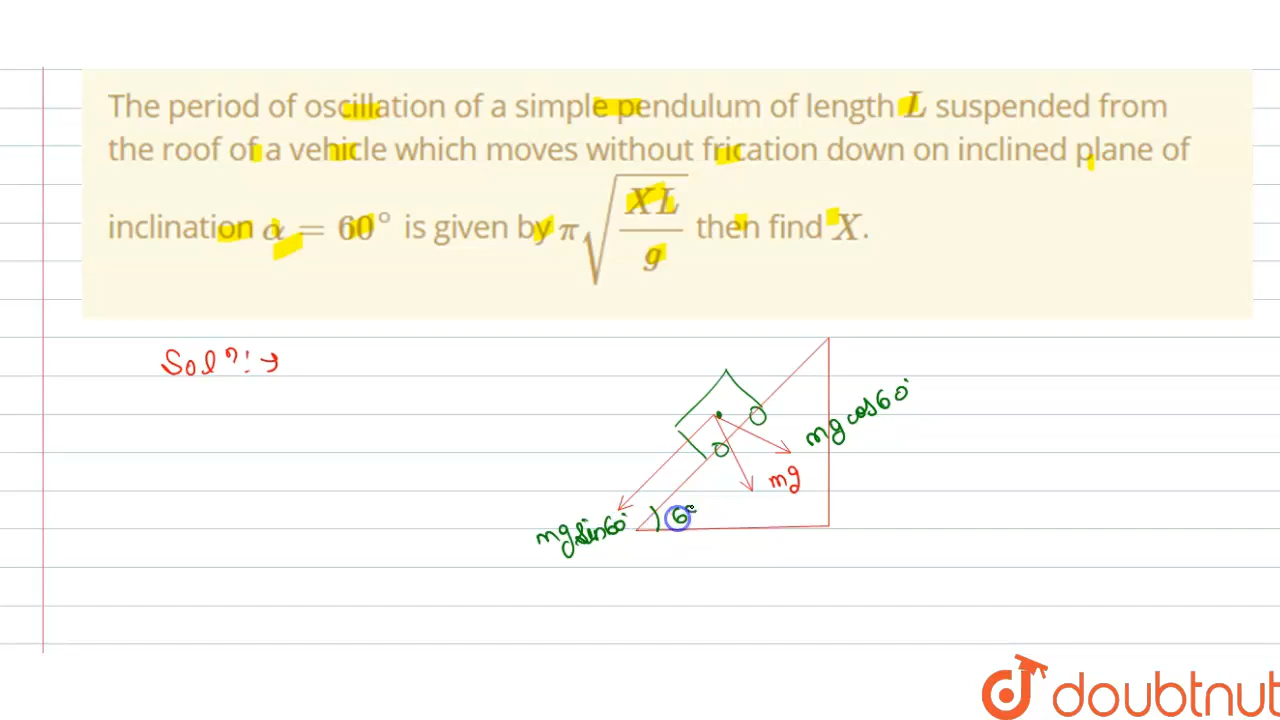 The period of oscillation of a simple pendulum of length L suspended from
the roof of a vehicle which moves without frication down on inclined plane of
inclination α = 60° is given by π√(XL/g) then find X.
Solⁿ: →
mg cos60°
mg
mg sin60°
6°
doubtnut